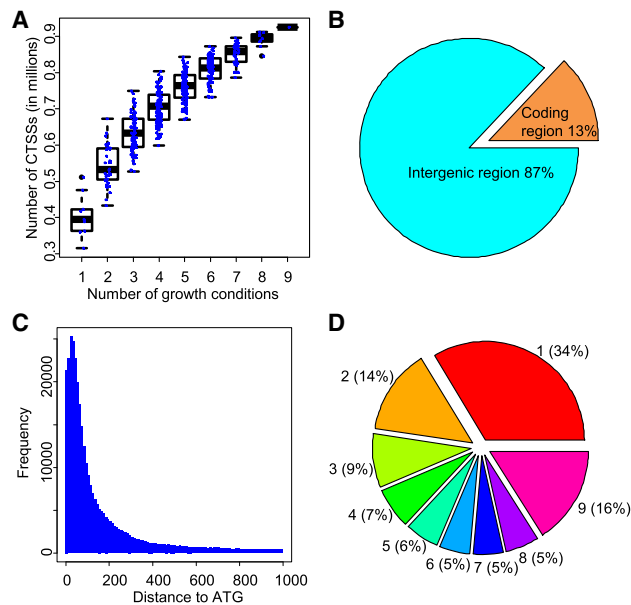 A
Number of CTSSs (in millions)
0.9
0.8
0.7
0.6
0.5
0.4
0.3
1 2 3 4 5 6 7 8 9
Number of growth conditions
B
Coding
region 13%
Intergenic region 87%
C
Frequency
20000
10000
0
0 200 400 600 800 1000
Distance to ATG
D
1 (34%)
2 (14%)
3 (9%)
4 (7%)
5 (6%)
6 (5%)
7 (5%)
8 (5%)
9 (16%)